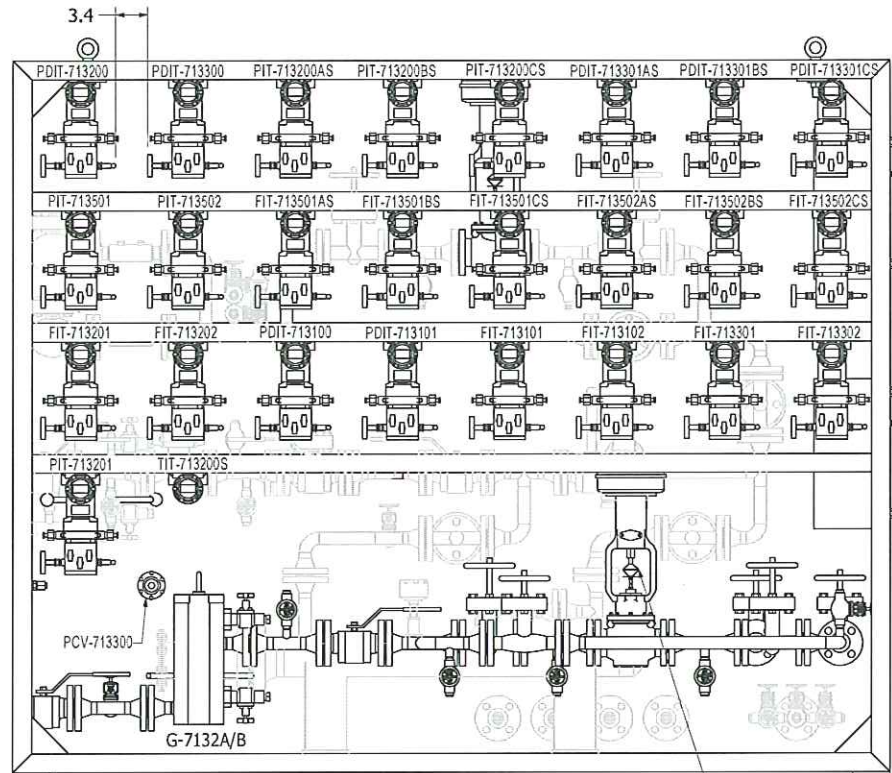 3.4
PDIT-713200 PDIT-713300 PIT-713200AS PIT-713200BS PIT-713200CS PDIT-713301AS PDIT-713301BS PDIT-713301CS
PIT-713501 PIT-713502 FIT-713501AS FIT-713501BS FIT-713501CS FIT-713502AS FIT-713502BS FIT-713502CS
FIT-713201 FIT-713202 PDIT-713100 PDIT-713101 FIT-713101 FIT-713102 FIT-713301 FIT-713302
PIT-713201 TIT-713200S
PCV-713300
G-7132A/B